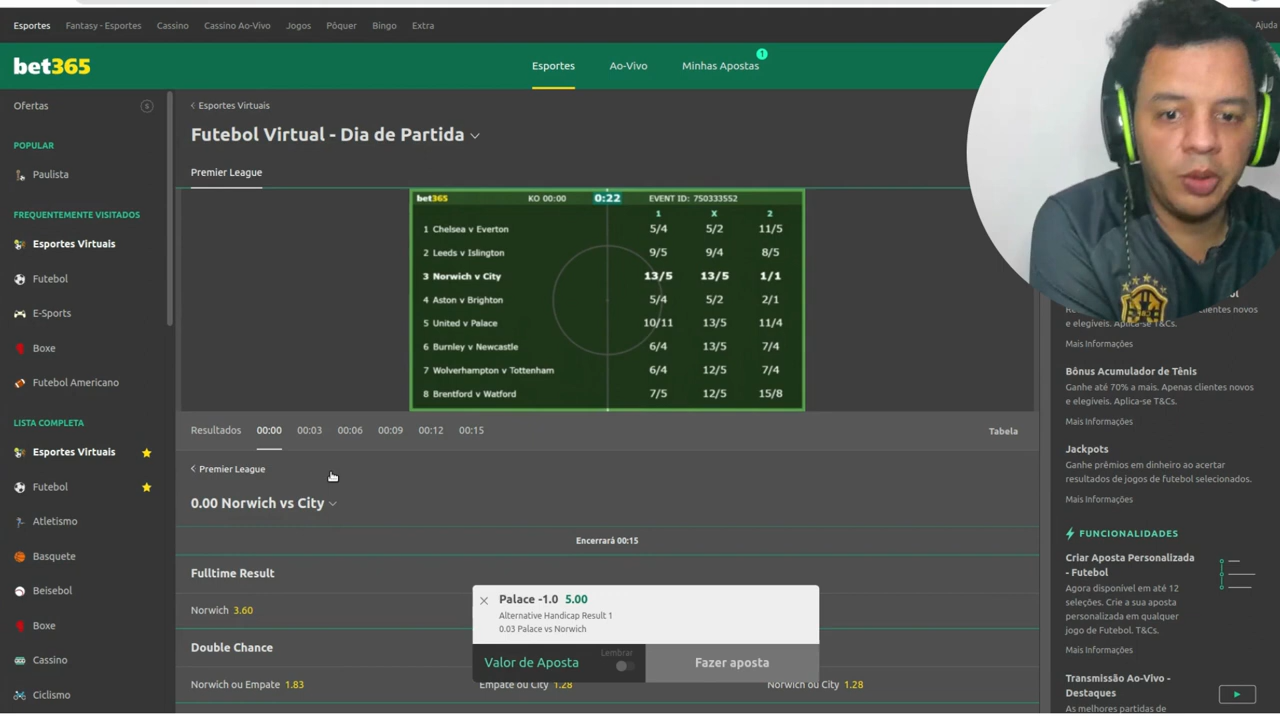 Esportes Fantasy - Esportes Cassino Cassino Ao-Vivo Jogos Pôquer Bingo Extra Ajuda
bet365 Esportes Ao-Vivo Minhas Apostas 1
Ofertas 5
POPULAR
Paulista
FREQUENTEMENTE VISITADOS
Esportes Virtuais
Futebol
E-Sports
Boxe
Futebol Americano
LISTA COMPLETA
Esportes Virtuais
Futebol
Atletismo
Basquete
Beisebol
Boxe
Cassino
Ciclismo
Esportes Virtuais
Futebol Virtual - Dia de Partida
Premier League
bet365 KO 00:00 0:22 EVENT ID: 750333552
1 X 2
1 Chelsea v Everton 5/4 5/2 11/5
2 Leeds v Islington 9/5 9/4 8/5
3 Norwich v City 13/5 13/5 1/1
4 Aston v Brighton 5/4 5/2 2/1
5 United v Palace 10/11 13/5 11/4
6 Burnley v Newcastle 6/4 13/5 7/4
7 Wolverhampton v Tottenham 6/4 12/5 7/4
8 Brentford v Watford 7/5 12/5 15/8
Resultados 00:00 00:03 00:06 00:09 00:12 00:15 Tabela
Premier League
0.00 Norwich vs City
Encerrará 00:15
Fulltime Result
Norwich 3.60
Double Chance
Norwich ou Empate 1.83 Empate ou City 1.28 Norwich ou City 1.28
Palace -1.0 5.00
Alternative Handicap Result 1
0.03 Palace vs Norwich
Valor de Aposta Lembrar Fazer aposta
e elegíveis. Aplica-se T&Cs.
Mais Informações
Bônus Acumulador de Tênis
Ganhe até 70% a mais. Apenas clientes novos
e elegíveis. Aplica-se T&Cs.
Mais Informações
Jackpots
Ganhe prêmios em dinheiro ao acertar
resultados de jogos de futebol selecionados.
Mais Informações
FUNCIONALIDADES
Criar Aposta Personalizada
- Futebol
Agora disponível em até 12
seleções. Crie a sua aposta
personalizada em qualquer
jogo de Futebol. T&Cs.
Mais Informações
Transmissão Ao-Vivo -
Destaques
As melhores partidas de